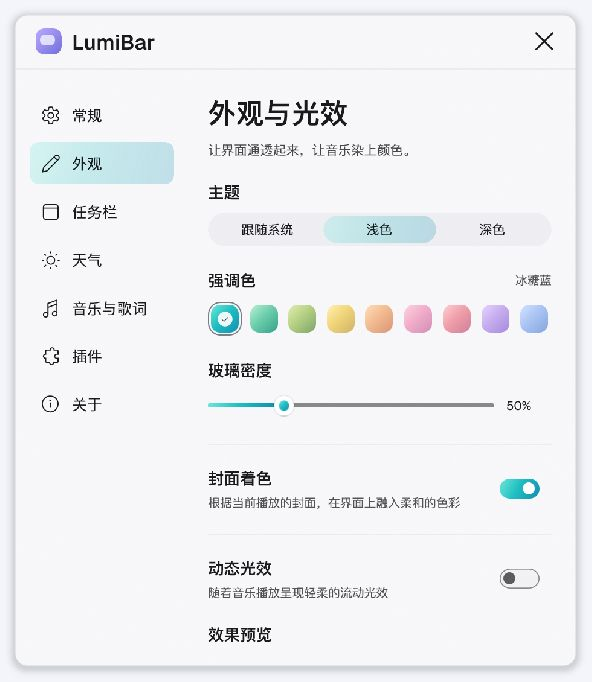 LumiBar
常规
外观
任务栏
天气
音乐与歌词
插件
关于
外观与光效
让界面通透起来，让音乐染上颜色。
主题
跟随系统 浅色 深色
强调色 冰糖蓝
玻璃密度
50%
封面着色
根据当前播放的封面，在界面上融入柔和的色彩
动态光效
随着音乐播放呈现轻柔的流动光效
效果预览